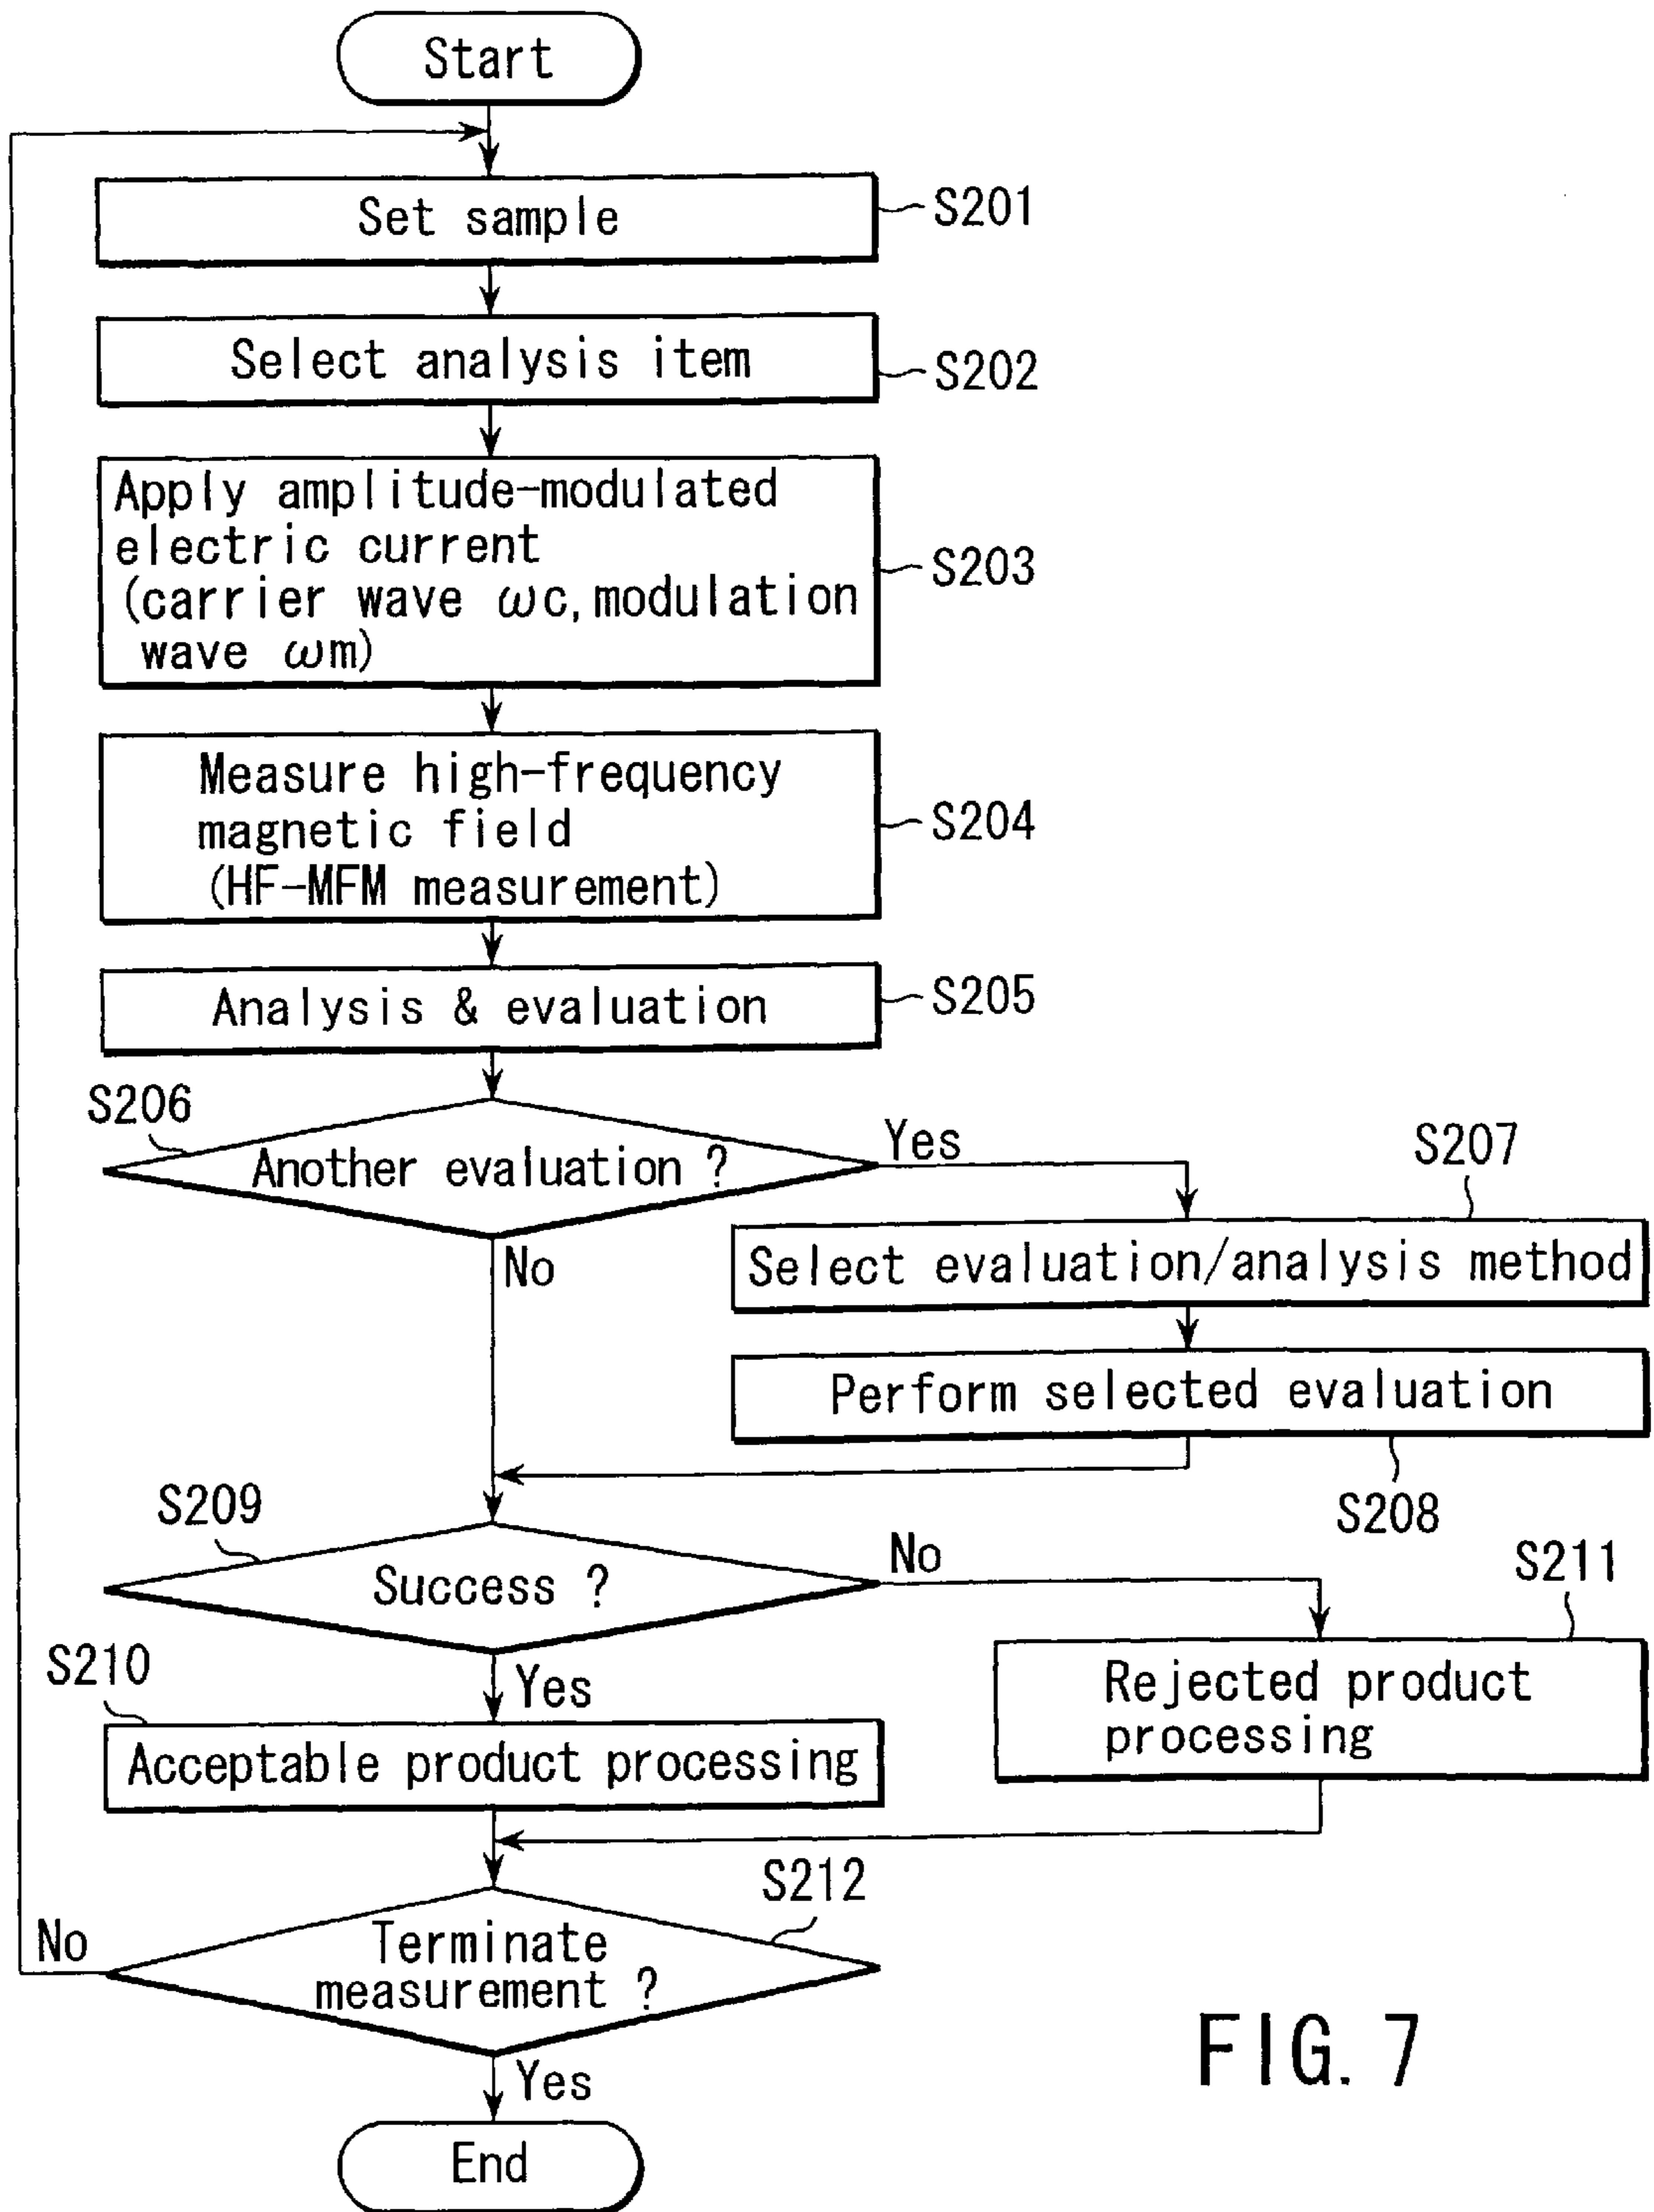 Start
Set sample
S201
Select analysis item
S202
Apply amplitude-modulated
electric current
(carrier wave ωc, modulation
wave ωm)
S203
Measure high-frequency
magnetic field
(HF-MFM measurement)
S204
Analysis & evaluation
S205
S206
Another evaluation ?
Yes
No
S207
Select evaluation/analysis method
Perform selected evaluation
S208
S209
Success ?
No
Yes
S211
Rejected product
processing
S210
Acceptable product processing
S212
Terminate
measurement ?
No
Yes
End
FIG. 7